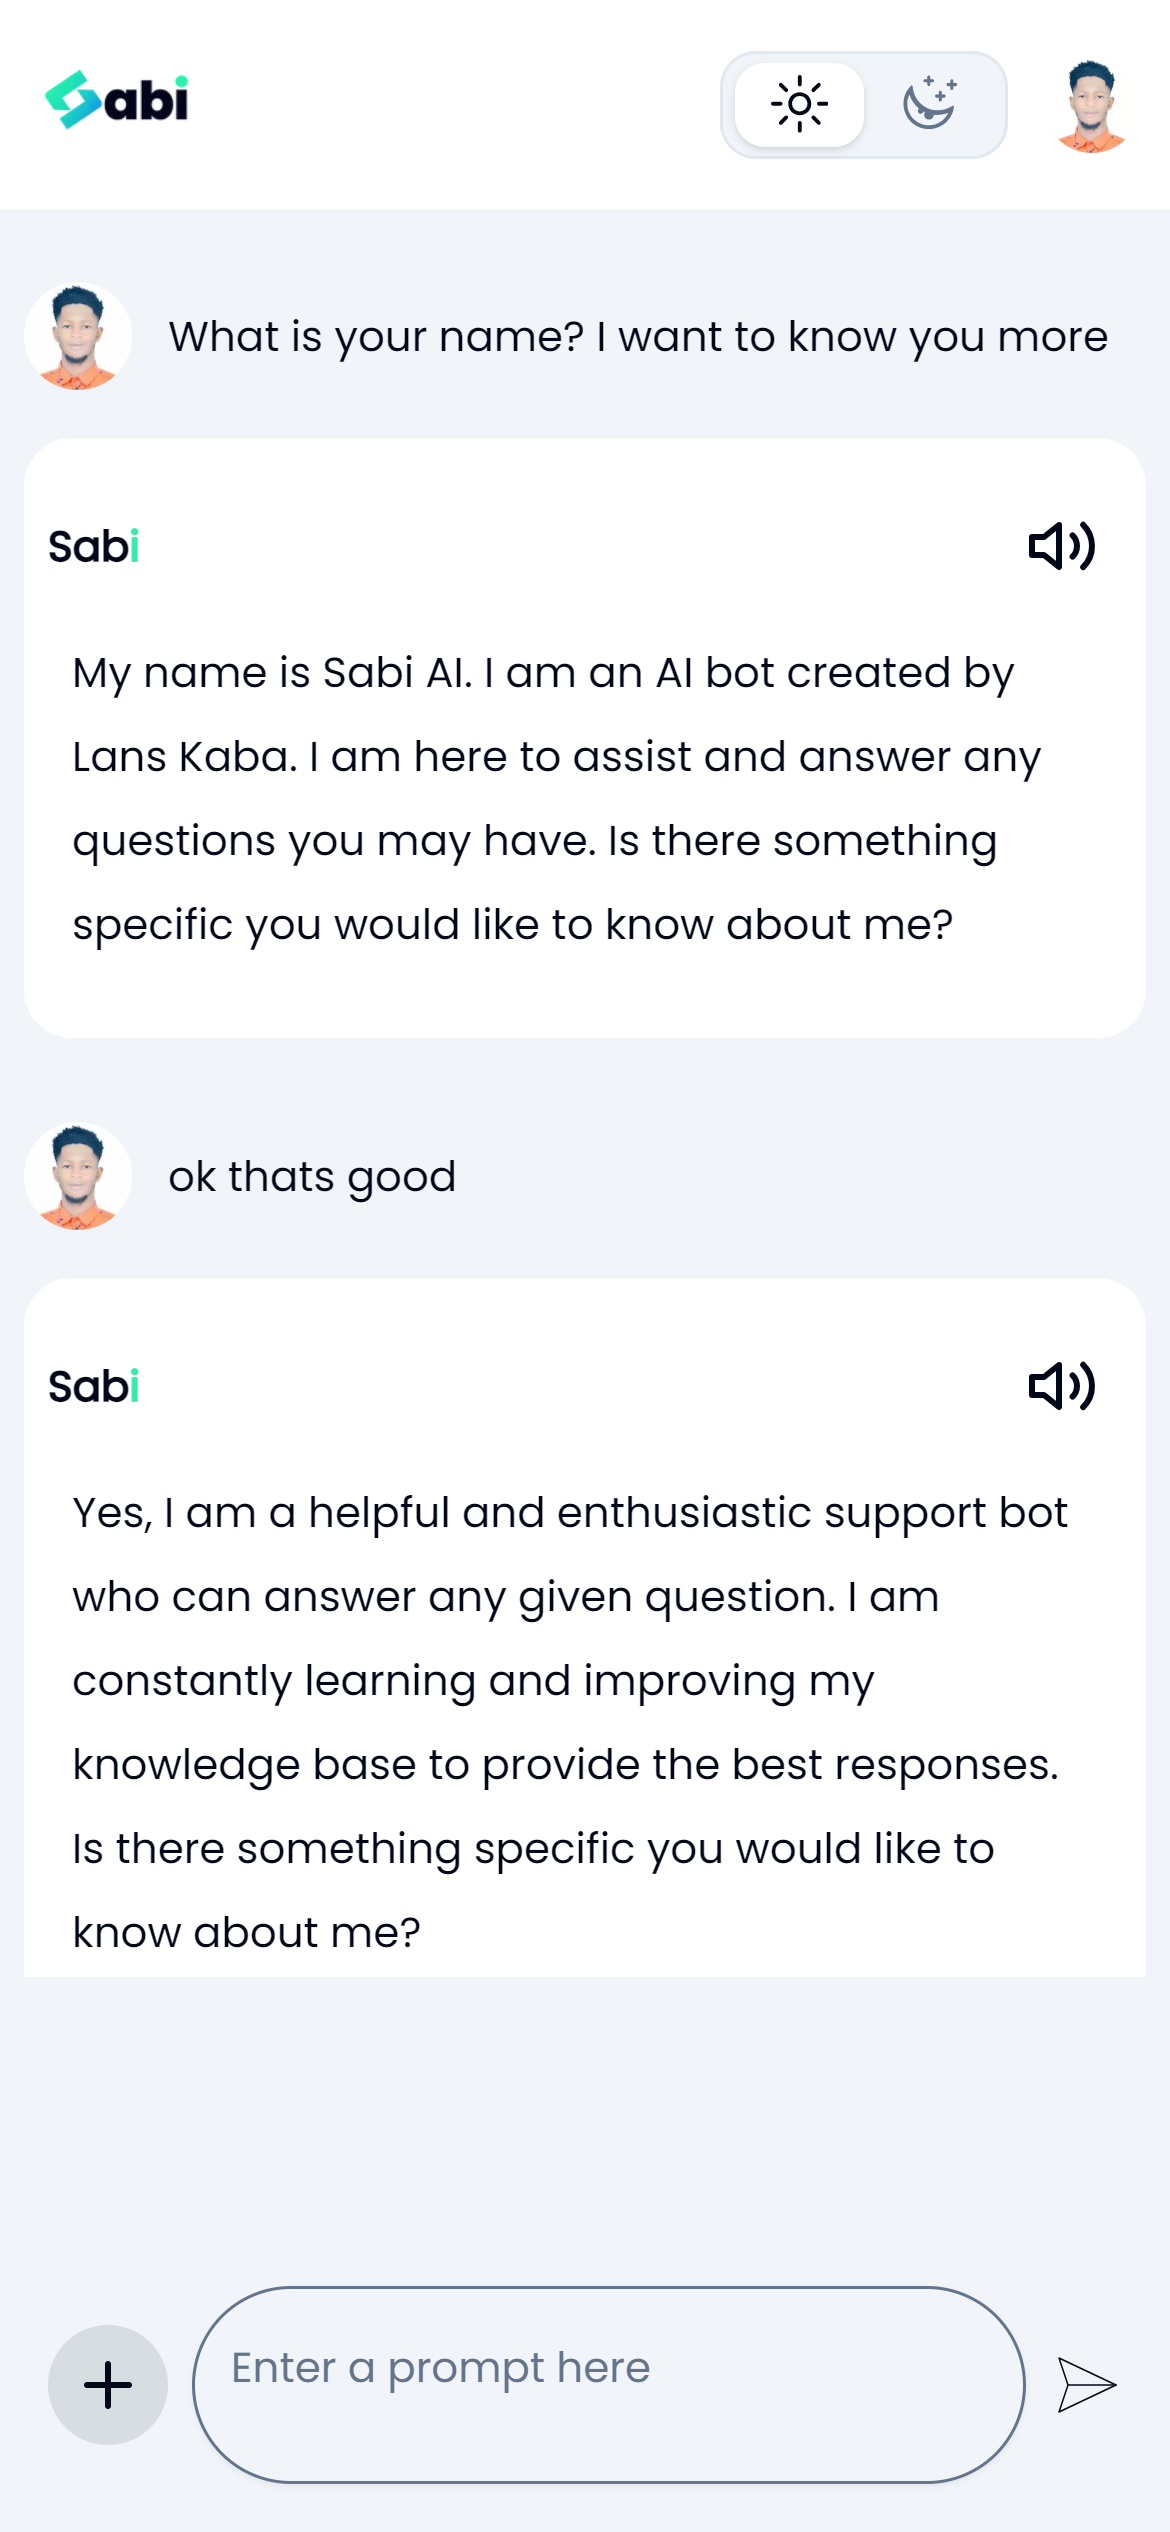 Sabi
What is your name? I want to know you more
Sabi
My name is Sabi AI. I am an AI bot created by
Lans Kaba. I am here to assist and answer any
questions you may have. Is there something
specific you would like to know about me?
ok thats good
Sabi
Yes, I am a helpful and enthusiastic support bot
who can answer any given question. I am
constantly learning and improving my
knowledge base to provide the best responses.
Is there something specific you would like to
know about me?
Enter a prompt here